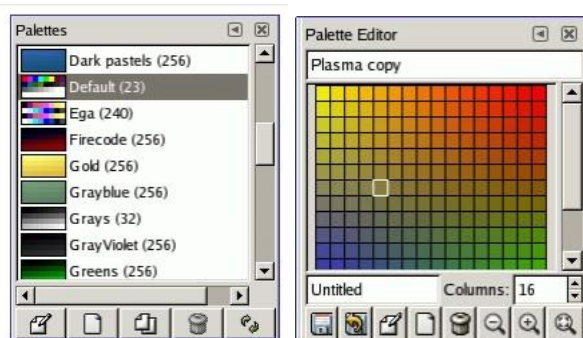 Palettes
Dark pastels (256)
Default (23)
Ega (240)
Firecode (256)
Gold (256)
Grayblue (256)
Grays (32)
GrayViolet (256)
Greens (256)
Palette Editor
Plasma copy
Untitled
Columns: 16